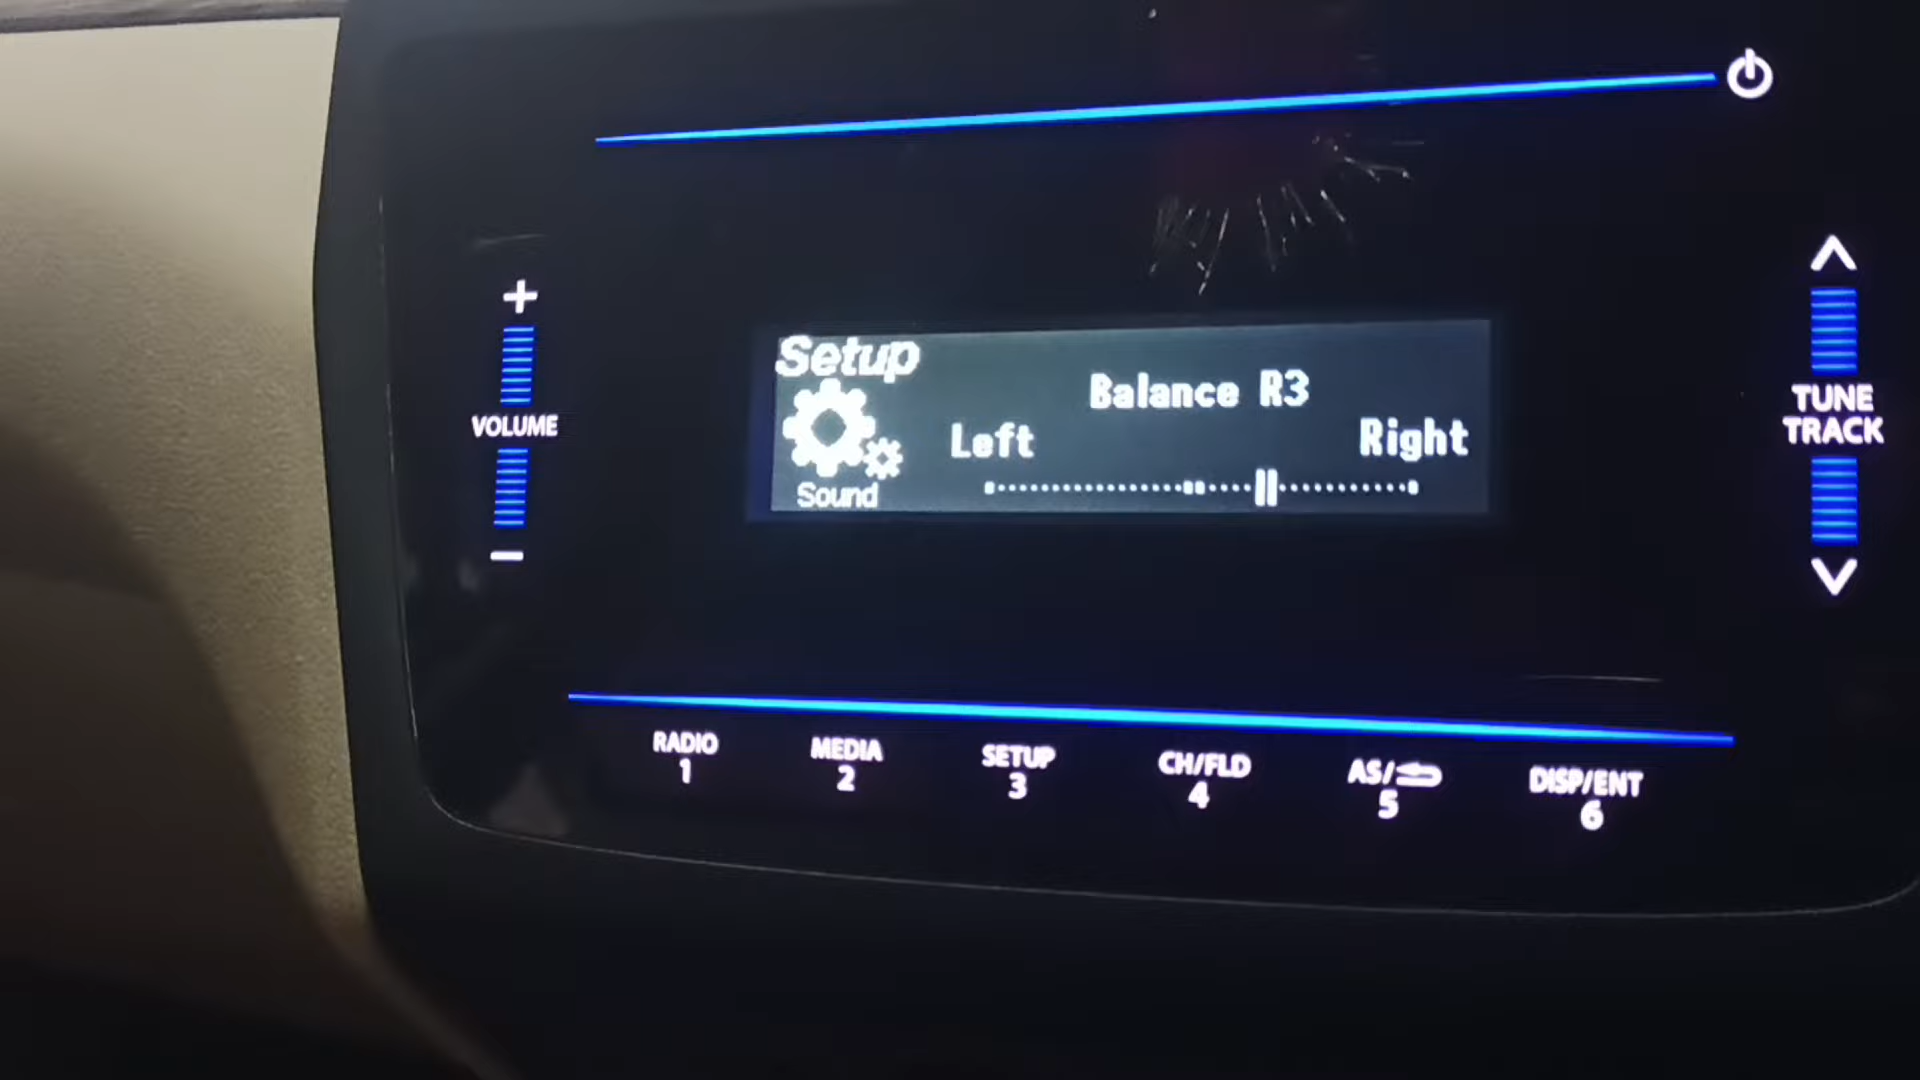 +
VOLUME
−
Setup
Sound
Balance R3
Left Right
TUNE
TRACK
RADIO
1
MEDIA
2
SETUP
3
CH/FLD
4
AS/
5
DISP/ENT
6